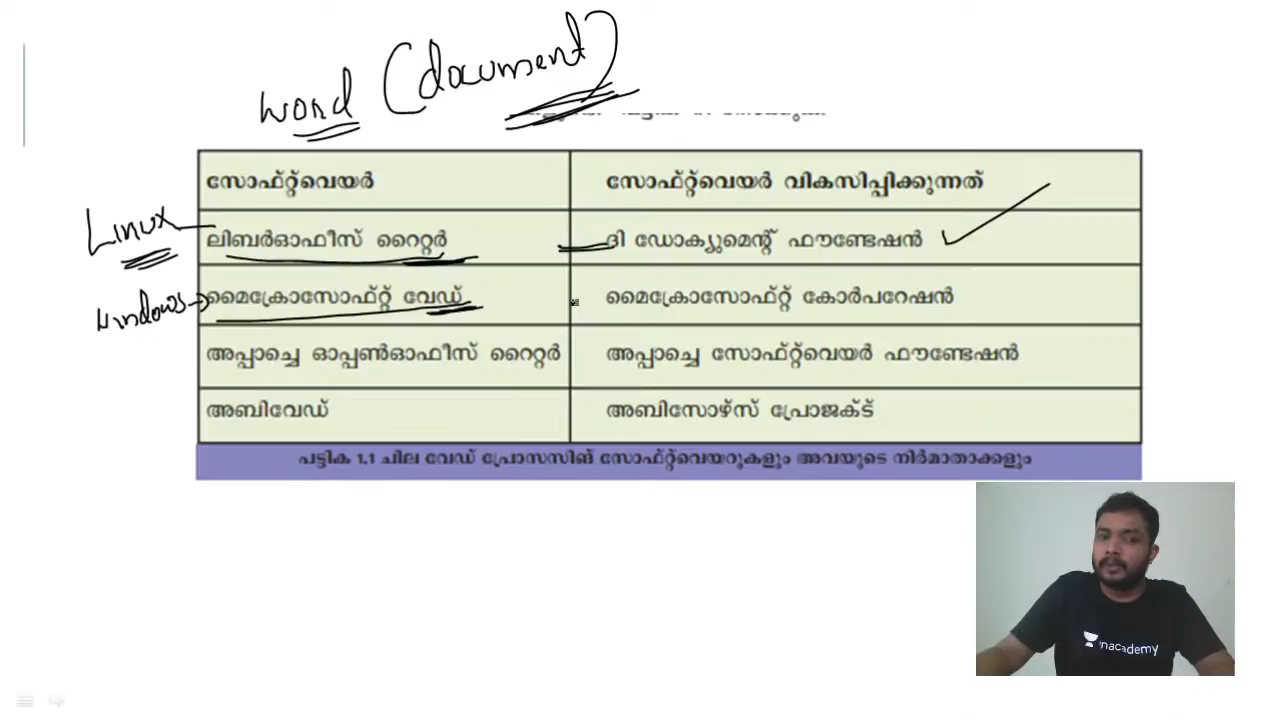 word (document)
സോഫ്റ്റ്‌വെയർ സോഫ്റ്റ്‌വെയർ വികസിപ്പിക്കുന്നത്
Linux ലിബർഓഫീസ് റൈറ്റർ ദി ഡോക്യുമെന്റ് ഫൗണ്ടേഷൻ
Windows മൈക്രോസോഫ്റ്റ് വേഡ് മൈക്രോസോഫ്റ്റ് കോർപറേഷൻ
അപ്പാച്ചെ ഓപ്പൺഓഫീസ് റൈറ്റർ അപ്പാച്ചെ സോഫ്റ്റ്‌വെയർ ഫൗണ്ടേഷൻ
അബിവേഡ് അബിസോഴ്സ് പ്രോജക്ട്
പട്ടിക 1.1 ചില വേഡ് പ്രോസസിങ് സോഫ്റ്റ്‌വെയറുകളും അവയുടെ നിർമാതാക്കളും
unacademy